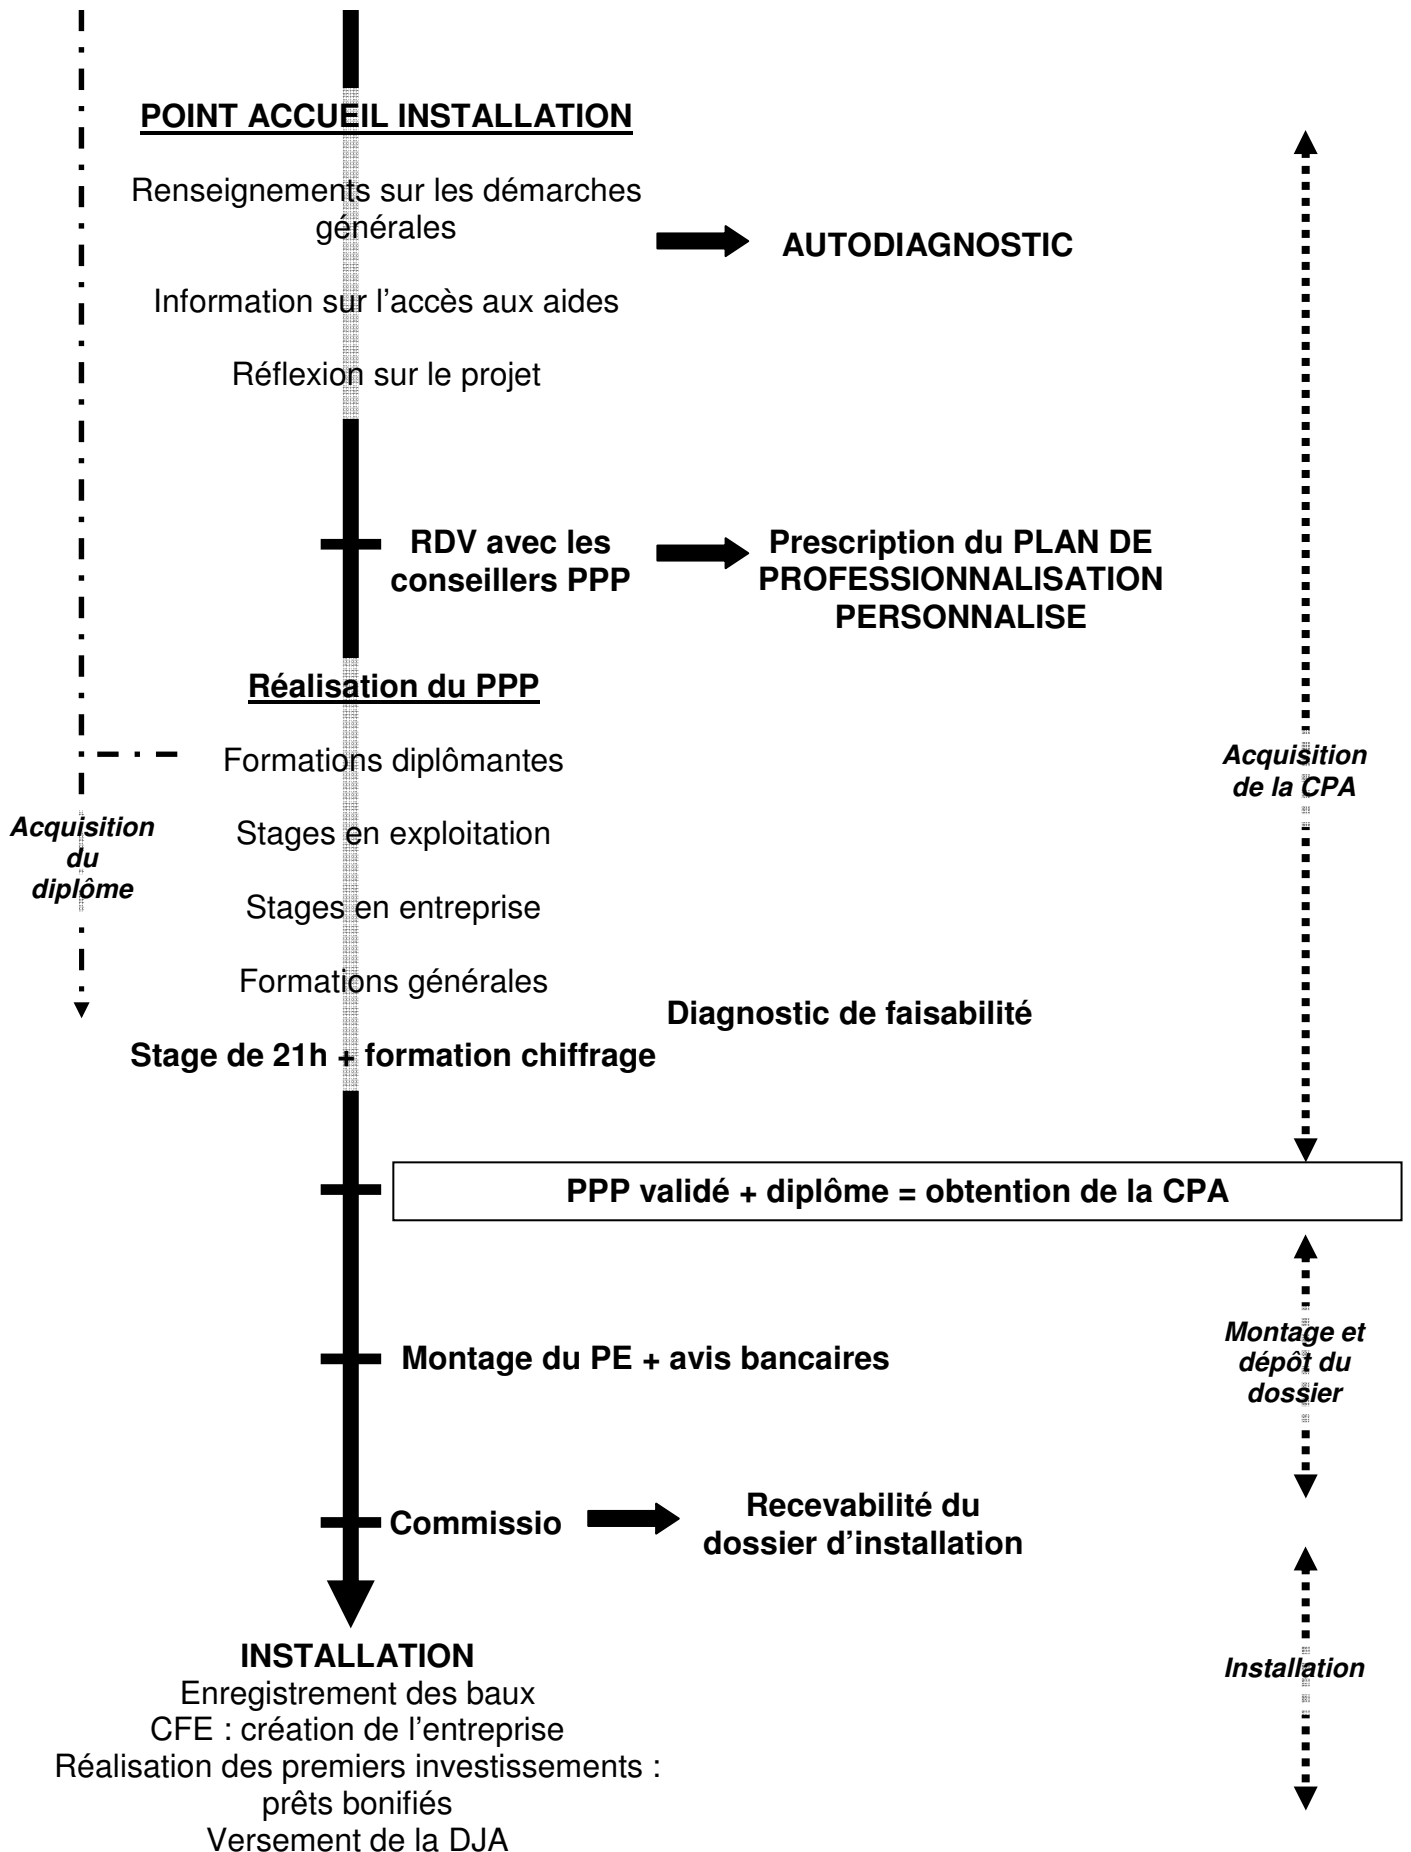 POINT ACCUEIL INSTALLATION
Renseignements sur les démarches
générales
AUTODIAGNOSTIC
Information sur l'accès aux aides
Réflexion sur le projet
RDV avec les
conseillers PPP
Prescription du PLAN DE
PROFESSIONNALISATION
PERSONNALISE
Réalisation du PPP
Formations diplômantes
Acquisition
de la CPA
Acquisition
du
diplôme
Stages en exploitation
Stages en entreprise
Formations générales
Diagnostic de faisabilité
Stage de 21h + formation chiffrage
PPP validé + diplôme = obtention de la CPA
Montage du PE + avis bancaires
Montage et
dépôt du
dossier
Commissio
Recevabilité du
dossier d'installation
INSTALLATION
Enregistrement des baux
CFE : création de l'entreprise
Réalisation des premiers investissements :
prêts bonifiés
Versement de la DJA
Installation